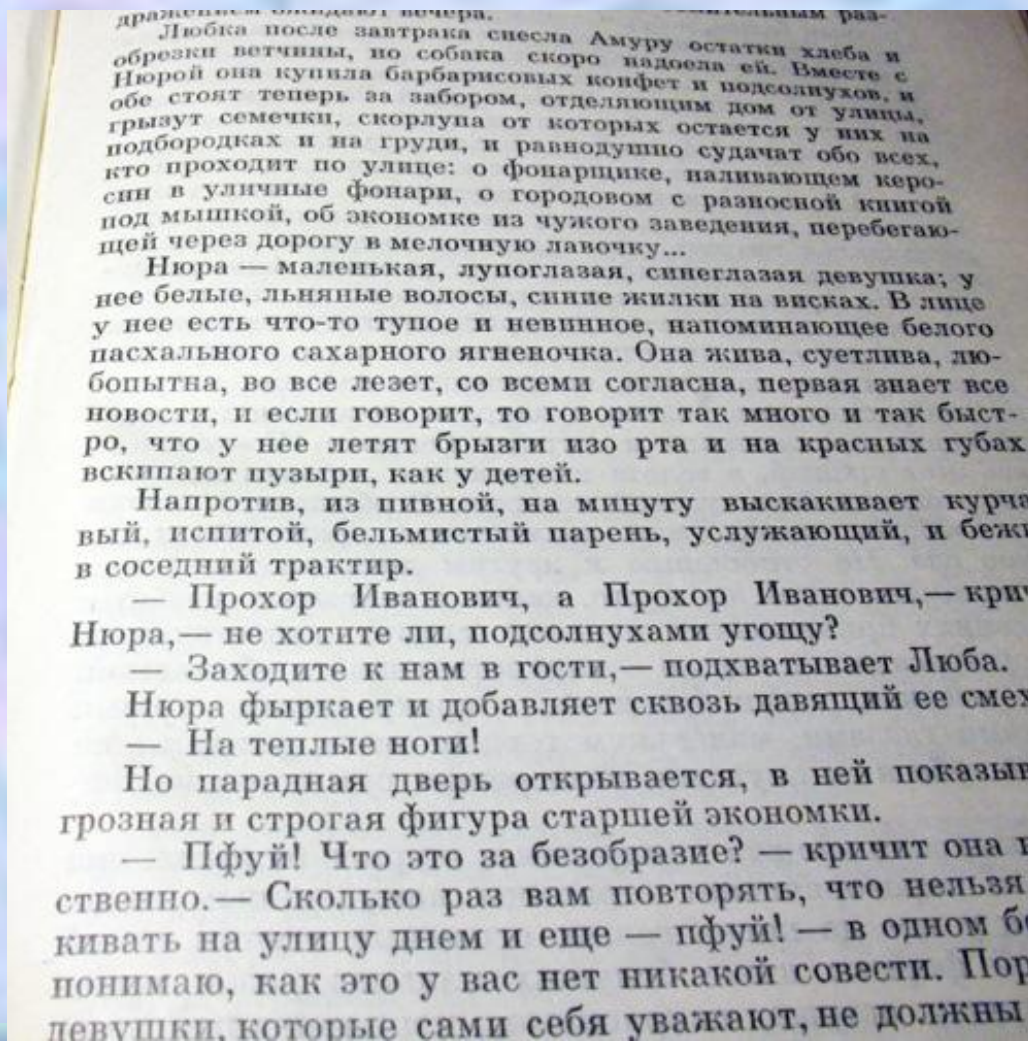 дражением ожидают вечера. раз-
Любка после завтрака снесла Амуру остатки хлеба и
обрезки ветчины, но собака скоро надоела ей. Вместе с
Нюрой она купила барбарисовых конфет и подсолнухов, и
обе стоят теперь за забором, отделяющим дом от улицы,
грызут семечки, скорлупа от которых остается у них на
подбородках и на груди, и равнодушно судачат обо всех,
кто проходит по улице: о фонарщике, наливающем керо-
син в уличные фонари, о городовом с разносной книгой
под мышкой, об экономке из чужого заведения, перебегаю-
щей через дорогу в мелочную лавочку...
Нюра — маленькая, лупоглазая, синеглазая девушка; у
нее белые, льняные волосы, синие жилки на висках. В лице
у нее есть что-то тупое и невинное, напоминающее белого
пасхального сахарного ягненочка. Она жива, суетлива, лю-
бопытна, во все лезет, со всеми согласна, первая знает все
новости, и если говорит, то говорит так много и так быст-
ро, что у нее летят брызги изо рта и на красных губах
вскипают пузыри, как у детей.
Напротив, из пивной, на минуту выскакивает курча
вый, испитой, бельмистый парень, услужающий, и бежи
в соседний трактир.
— Прохор Иванович, а Прохор Иванович,— крич
Нюра,— не хотите ли, подсолнухами угощу?
— Заходите к нам в гости,— подхватывает Люба.
Нюра фыркает и добавляет сквозь давящий ее смех
— На теплые ноги!
Но парадная дверь открывается, в ней показыв
грозная и строгая фигура старшей экономки.
— Пфуй! Что это за безобразие? — кричит она н
ственно.— Сколько раз вам повторять, что нельзя
кивать на улицу днем и еще — пфуй! — в одном бе
понимаю, как это у вас нет никакой совести. Пор
девушки, которые сами себя уважают, не должны